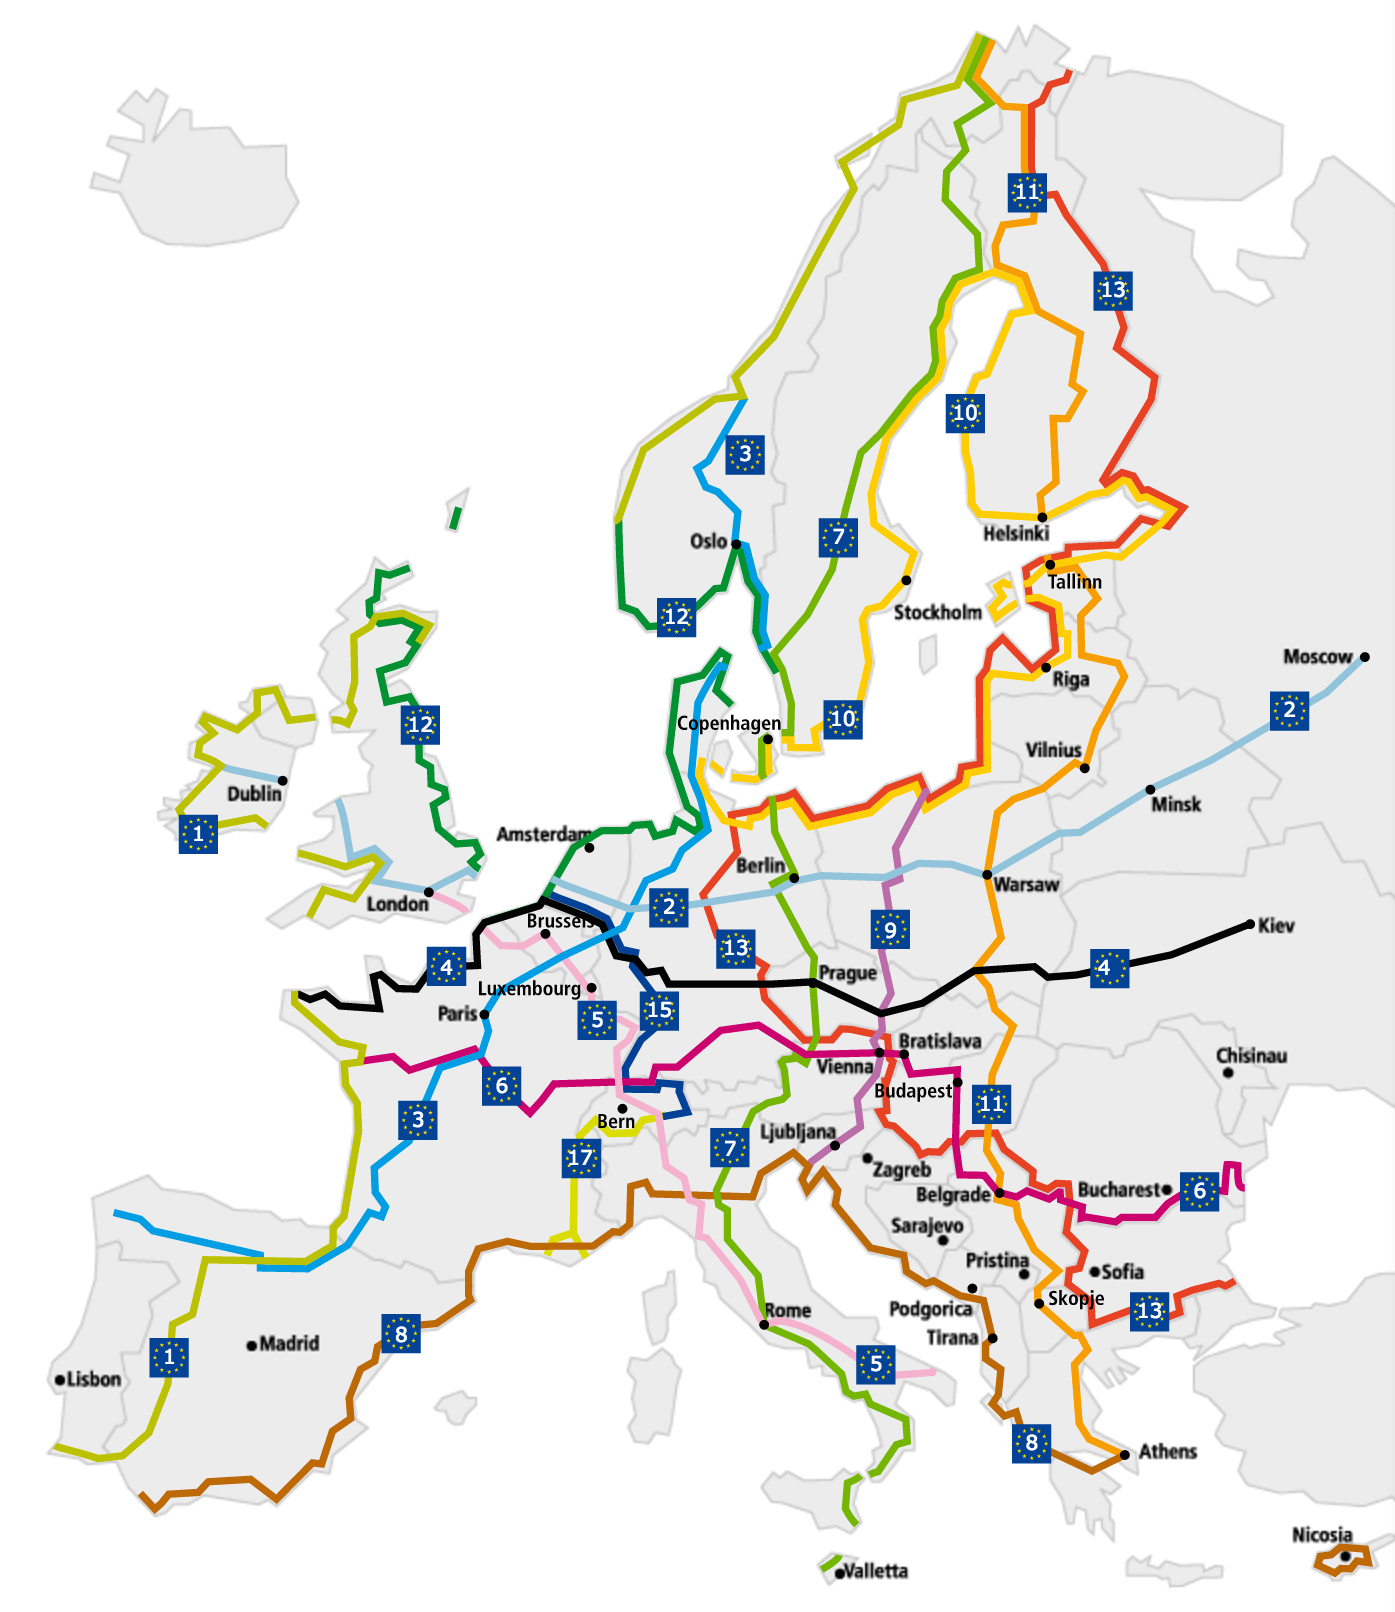 11
13
10
3
Oslo
7
Helsinki
Tallinn
12
Stockholm
Moscow
Riga
2
12
Copenhagen
10
Vilnius
Dublin
Minsk
1
Amsterdam
Berlin
Warsaw
London
2
Brussels
9
Kiev
13
4
4
Prague
Luxembourg
Paris
5
15
Bratislava
Chisinau
Vienna
6
Budapest
11
3
Bern
Ljubljana
7
17
Zagreb
Belgrade
Bucharest
6
Sarajevo
Pristina
Sofia
Podgorica
Skopje
13
Rome
Tirana
8
Madrid
1
5
Lisbon
8
Athens
Nicosia
Valletta